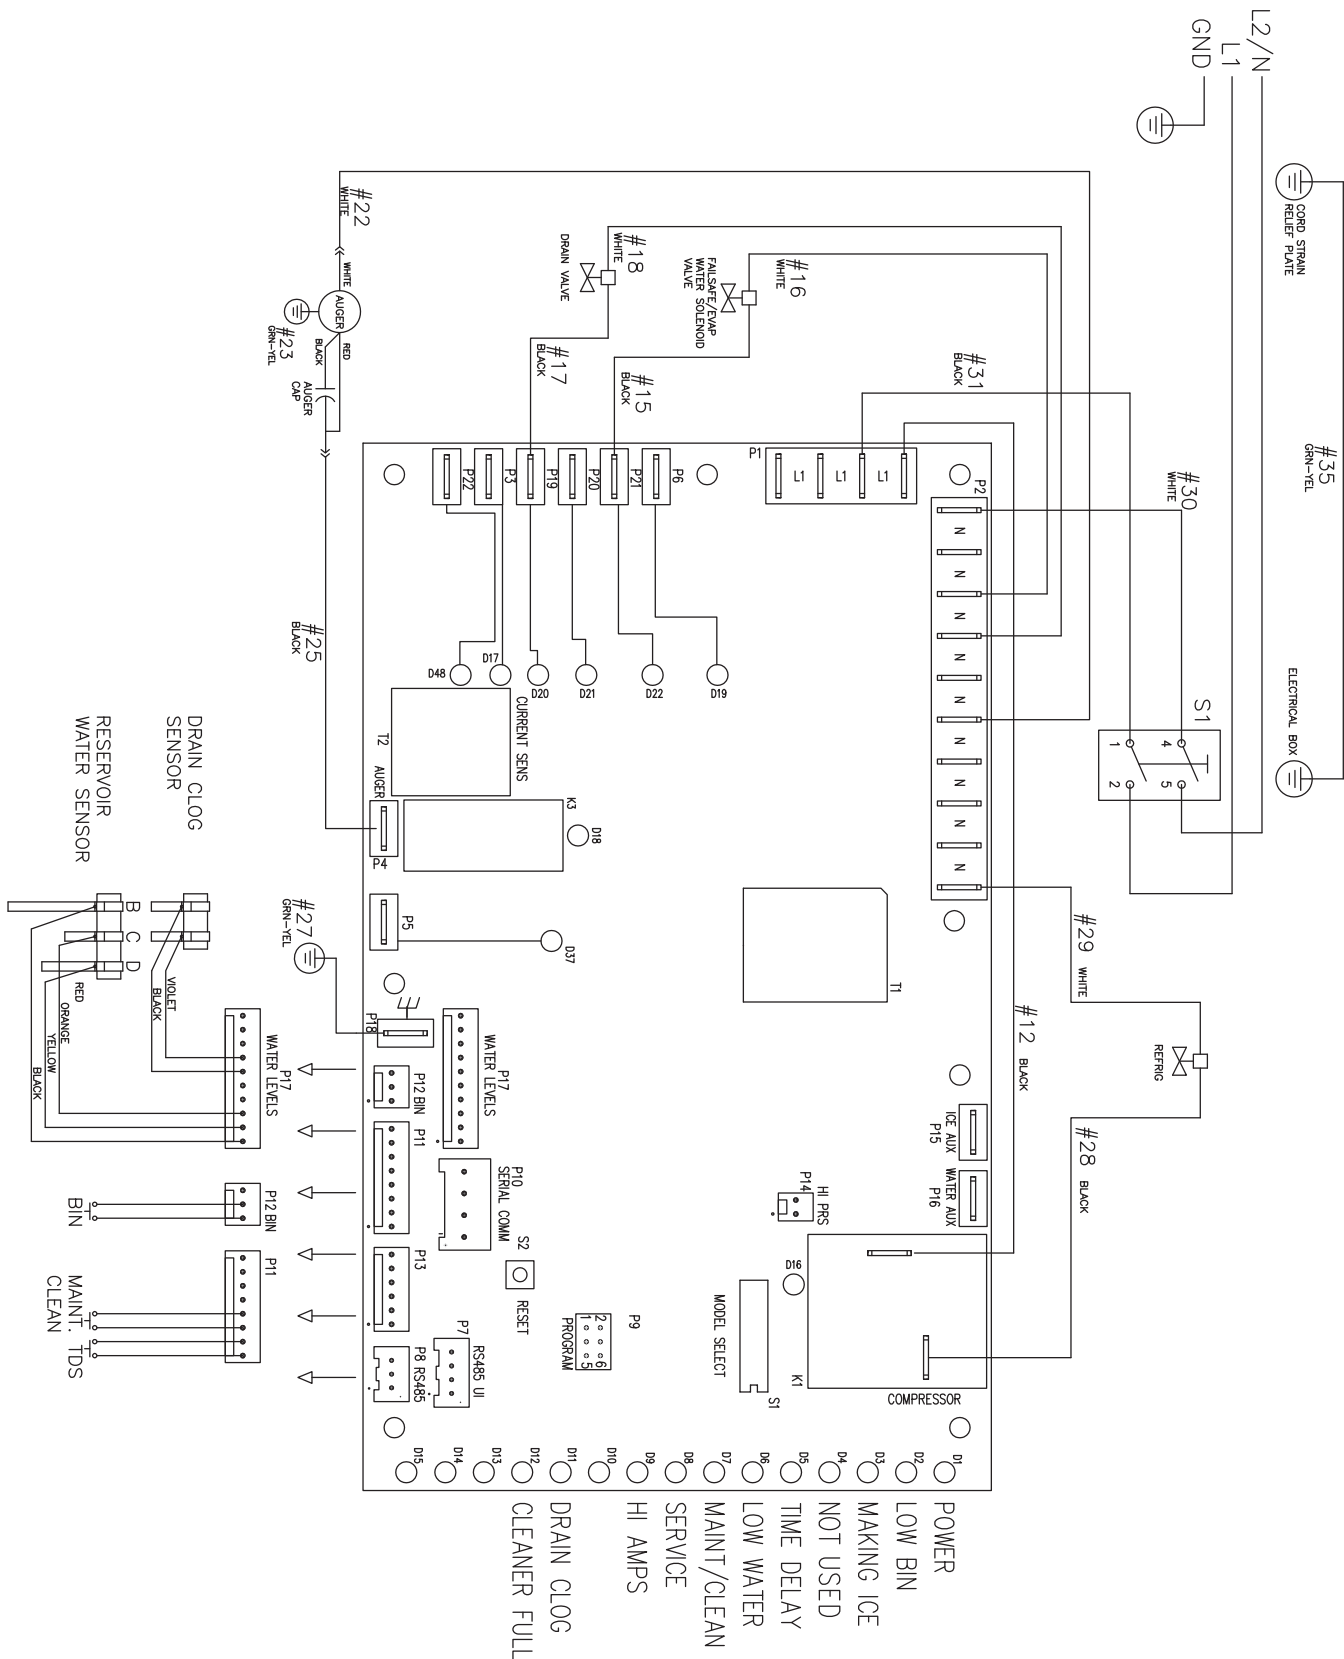 L2/N
L1
GND
CORD STRAIN
RELIEF PLATE
#35
GRN-YEL
ELECTRICAL BOX
#22
WHITE
WHITE
AUGER
#23
GRN-YEL
RED
BLACK
AUGER
CAP
#25
BLACK
#18
WHITE
DRAIN VALVE
#17
BLACK
#16
WHITE
FAILSAFE/EVAP
WATER SOLENOID
VALVE
#15
BLACK
#31
BLACK
#30
WHITE
S1
1
4
2
5
P1
L1
L1
L1
P2
N
N
N
N
N
N
N
N
N
P22
P3
P19
P20
P21
P6
D48
D17
D20
D21
D22
D19
CURRENT SENS
T2
AUGER
P4
K3
D18
P5
D37
T1
#29
WHITE
#12
BLACK
REFRIG
#28
BLACK
#27
GRN-YEL
P18
P17
WATER LEVELS
P12 BIN
P11
P10
SERIAL COMM
P13
S2
RESET
P7
RS485 UI
P8 RS485
P9
2
6
1
5
PROGRAM
ICE AUX
P15
WATER AUX
P16
HI PRS
P14
D16
MODEL SELECT
S1
K1
COMPRESSOR
DRAIN CLOG
SENSOR
RESERVOIR
WATER SENSOR
B
C
D
VIOLET
BLACK
RED
ORANGE
YELLOW
BLACK
P17
WATER LEVELS
P12 BIN
BIN
P11
MAINT. TDS
CLEAN
D1
POWER
D2
LOW BIN
D3
MAKING ICE
D4
NOT USED
D5
TIME DELAY
D6
LOW WATER
D7
MAINT/CLEAN
D8
SERVICE
D9
HI AMPS
D10
D11
DRAIN CLOG
D12
CLEANER FULL
D13
D14
D15